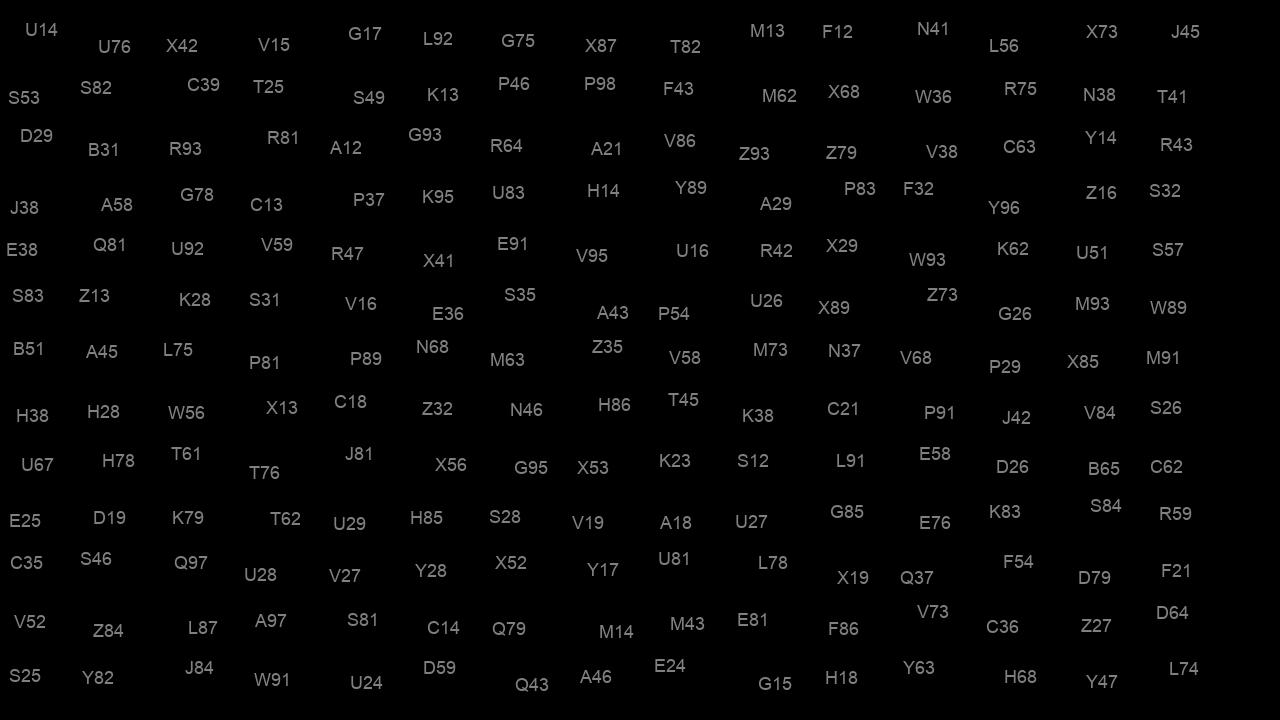 U14 U76 X42 V15 G17 L92 G75 X87 T82 M13 F12 N41 L56 X73 J45
S53 S82 C39 T25 S49 K13 P46 P98 F43 M62 X68 W36 R75 N38 T41
D29 B31 R93 R81 A12 G93 R64 A21 V86 Z93 Z79 V38 C63 Y14 R43
J38 A58 G78 C13 P37 K95 U83 H14 Y89 A29 P83 F32 Y96 Z16 S32
E38 Q81 U92 V59 R47 X41 E91 V95 U16 R42 X29 W93 K62 U51 S57
S83 Z13 K28 S31 V16 E36 S35 A43 P54 U26 X89 Z73 G26 M93 W89
B51 A45 L75 P81 P89 N68 M63 Z35 V58 M73 N37 V68 P29 X85 M91
H38 H28 W56 X13 C18 Z32 N46 H86 T45 K38 C21 P91 J42 V84 S26
U67 H78 T61 T76 J81 X56 G95 X53 K23 S12 L91 E58 D26 B65 C62
E25 D19 K79 T62 U29 H85 S28 V19 A18 U27 G85 E76 K83 S84 R59
C35 S46 Q97 U28 V27 Y28 X52 Y17 U81 L78 X19 Q37 F54 D79 F21
V52 Z84 L87 A97 S81 C14 Q79 M14 M43 E81 F86 V73 C36 Z27 D64
S25 Y82 J84 W91 U24 D59 Q43 A46 E24 G15 H18 Y63 H68 Y47 L74